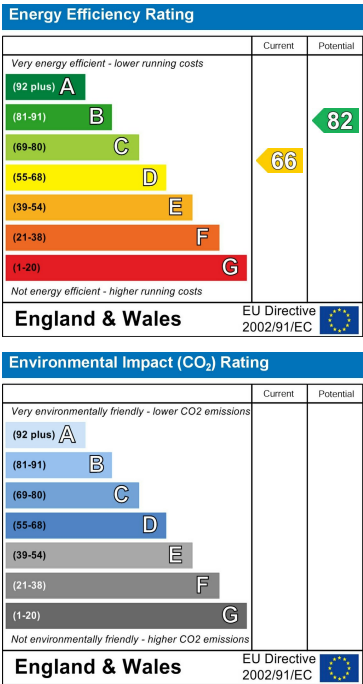 Energy Efficiency Rating
Current Potential
Very energy efficient - lower running costs
(92 plus) A
(81-91) B
82
(69-80) C
66
(55-68) D
(39-54) E
(21-38) F
(1-20) G
Not energy efficient - higher running costs
England & Wales
EU Directive
2002/91/EC
Environmental Impact (CO₂) Rating
Current Potential
Very environmentally friendly - lower CO2 emissions
(92 plus) A
(81-91) B
(69-80) C
(55-68) D
(39-54) E
(21-38) F
(1-20) G
Not environmentally friendly - higher CO2 emissions
England & Wales
EU Directive
2002/91/EC